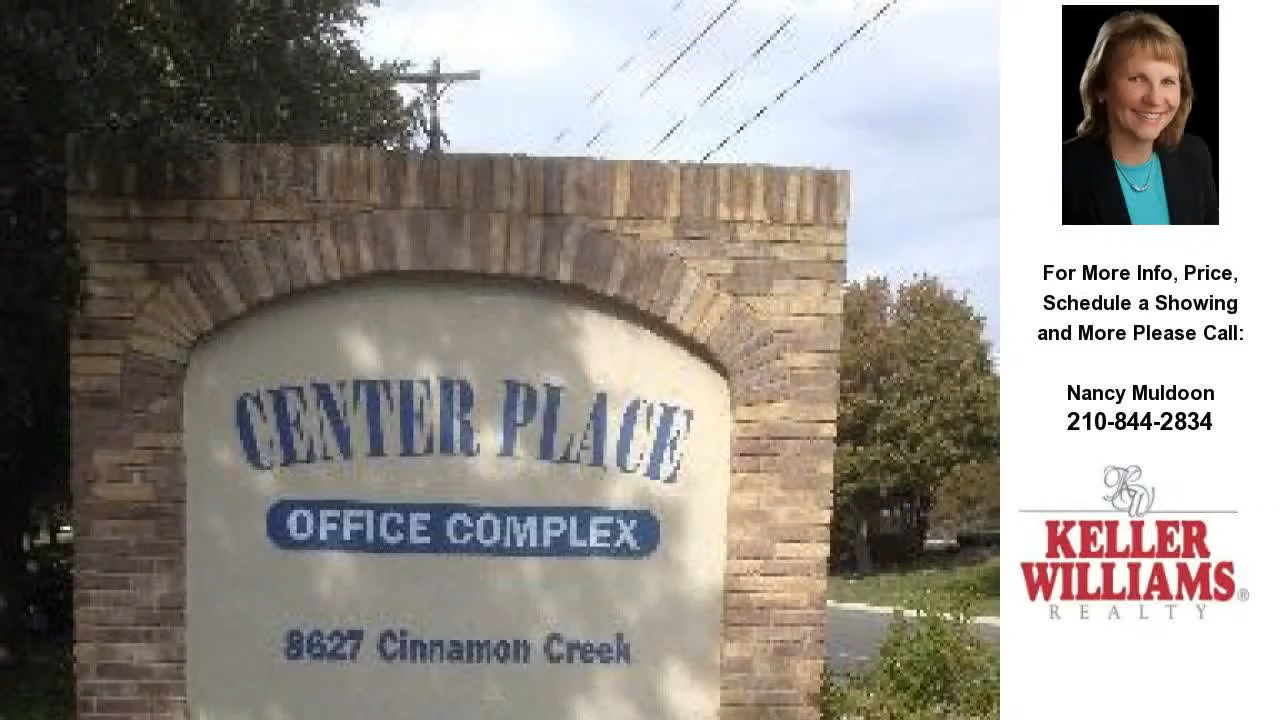 CENTER PLACE
OFFICE COMPLEX
8627 Cinnamon Creek
For More Info, Price,
Schedule a Showing
and More Please Call:
Nancy Muldoon
210-844-2834
KW
KELLER
WILLIAMS®
REALTY